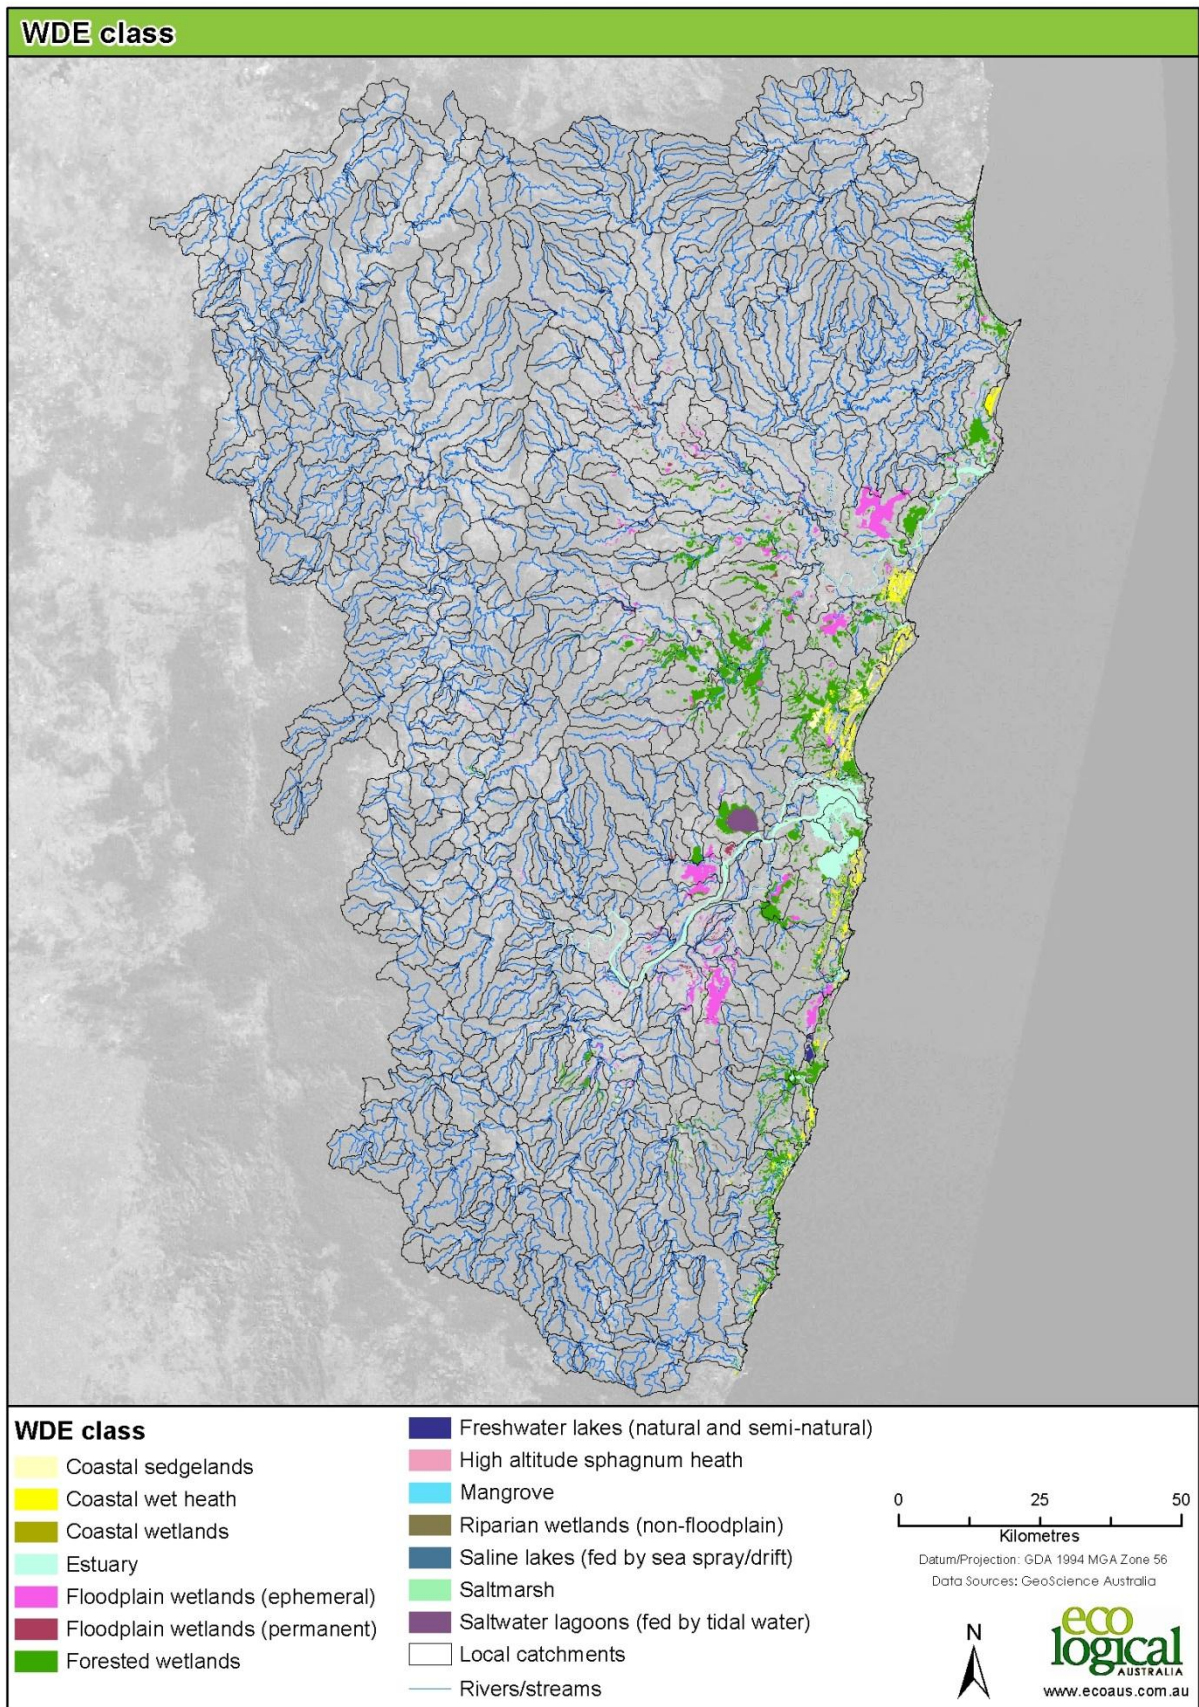 WDE class
WDE class
Coastal sedgelands
Coastal wet heath
Coastal wetlands
Estuary
Floodplain wetlands (ephemeral)
Floodplain wetlands (permanent)
Forested wetlands
Freshwater lakes (natural and semi-natural)
High altitude sphagnum heath
Mangrove
Riparian wetlands (non-floodplain)
Saline lakes (fed by sea spray/drift)
Saltmarsh
Saltwater lagoons (fed by tidal water)
Local catchments
Rivers/streams
0 25 50
Kilometres
Datum/Projection: GDA 1994 MGA Zone 56
Data Sources: GeoScience Australia
N
eco
logical
AUSTRALIA
www.ecoaus.com.au